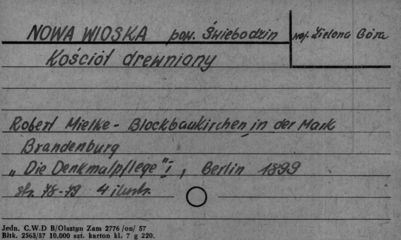 NOWA WIOSKA pow. Świebodzin woj. Zielona Góra
Kościół drewniany
Robert Mielke - Blockbaukirchen in der Mark
Brandenburg
„Die Denkmalpflege" I, Berlin 1899
str. 78-79 4 ilustr.
Jedn. C.W.D B/Olsztyn Zam 2776 /on/ 57
Błtk. 2563/57 10.000 szt. karton kl. 7 g 220.